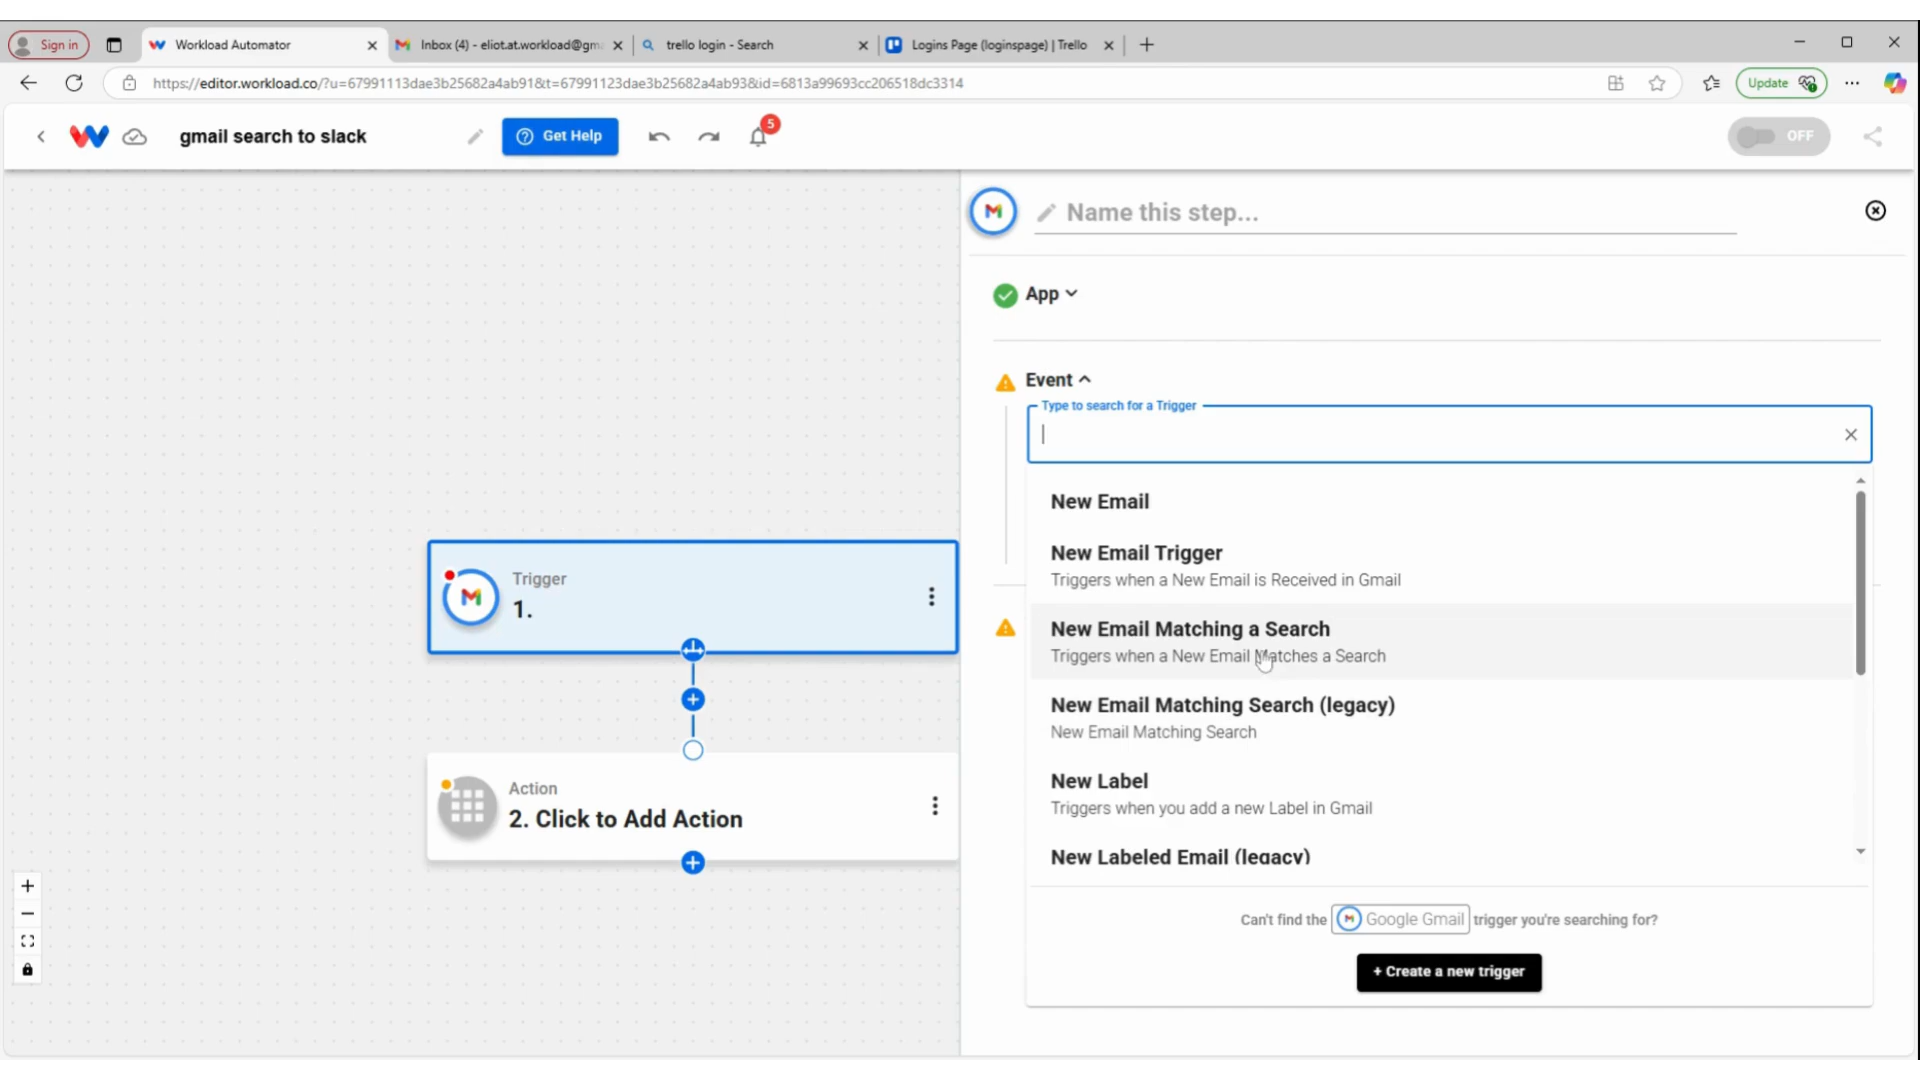 Sign in
Workload Automator
Inbox (4) - eliot.at.workload@gm
trello login - Search
Logins Page (loginspage) | Trello
https://editor.workload.co/?u=67991113dae3b25682a4ab91&t=67991123dae3b25682a4ab93&id=6813a99693cc206518dc3314
Update
gmail search to slack
Get Help
5
OFF
Name this step...
App
Event
Type to search for a Trigger
New Email
New Email Trigger
Triggers when a New Email is Received in Gmail
New Email Matching a Search
Triggers when a New Email Matches a Search
New Email Matching Search (legacy)
New Email Matching Search
New Label
Triggers when you add a new Label in Gmail
New Labeled Email (legacy)
Can't find the Google Gmail trigger you're searching for?
+ Create a new trigger
Trigger
1.
Action
2. Click to Add Action